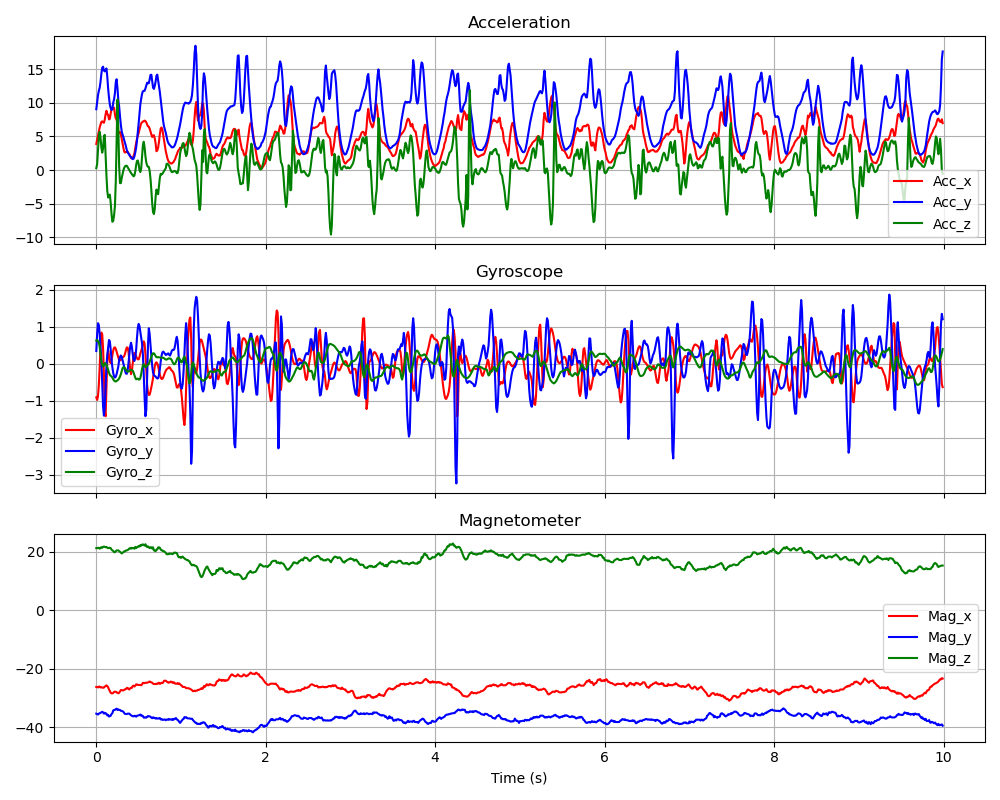 Acceleration
15
10
5
0
−5
−10
Acc_x
Acc_y
Acc_z
Gyroscope
2
1
0
−1
−2
−3
Gyro_x
Gyro_y
Gyro_z
Magnetometer
20
0
−20
−40
Mag_x
Mag_y
Mag_z
0 2 4 6 8 10
Time (s)